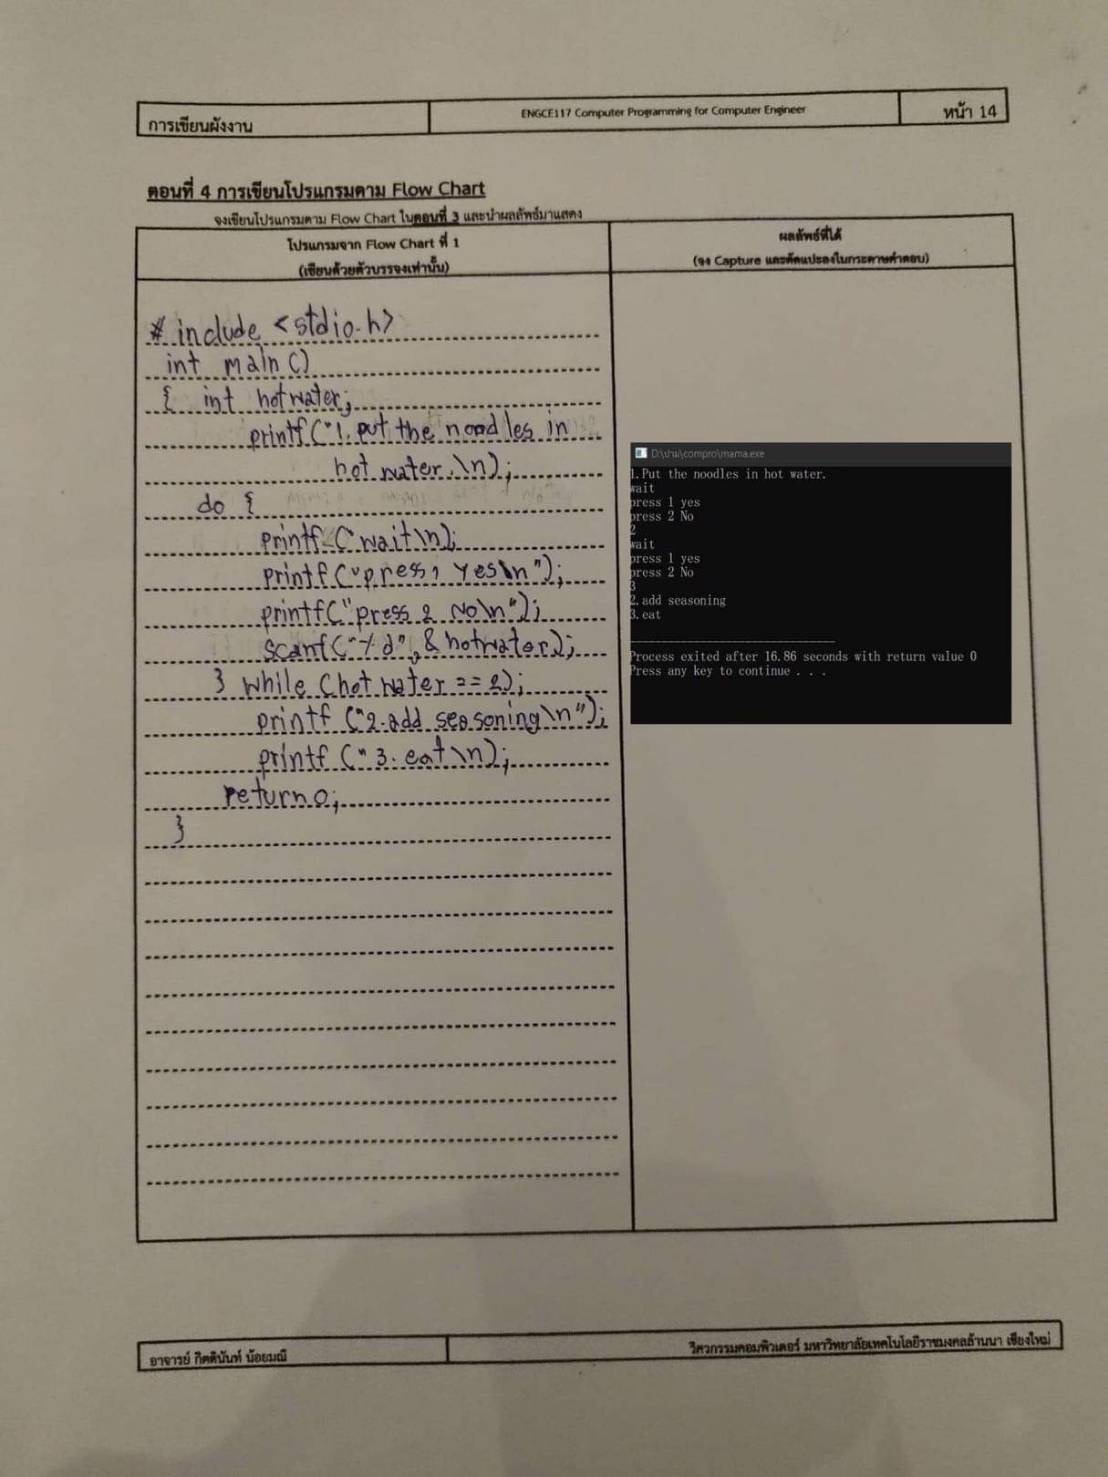 การเขียนผังงาน
ENGCE117 Computer Programming for Computer Engineer
หน้า 14
ตอนที่ 4 การเขียนโปรแกรมตาม Flow Chart
จงเขียนโปรแกรมตาม Flow Chart ในตอนที่ 3 และนำผลลัพธ์มาแสดง
โปรแกรมจาก Flow Chart ที่ 1
(เขียนด้วยตัวบรรจงเท่านั้น)
ผลลัพธ์ที่ได้
(จง Capture และตัดแปะลงในกระดาษคำตอบ)
# include <stdio.h>
int main ()
{ int hotwater;
printf ("1. put the noodles in
hot water.\n);
do {
printf ("wait\n);
printf ("press 1 yes\n");
printf ("press 2 No\n");
scanf ("%d", & hotwater);
} while (hot water == 2);
printf ("2.add seasoning\n");
printf ("3. eat\n);
return 0;
}
D:\thu\compro\mama.exe
1.Put the noodles in hot water.
wait
press 1 yes
press 2 No
2
wait
press 1 yes
press 2 No
3
2.add seasoning
3.eat
Process exited after 16.86 seconds with return value 0
Press any key to continue . . .
อาจารย์ กิตตินันท์ น้อยมณี
วิศวกรรมคอมพิวเตอร์ มหาวิทยาลัยเทคโนโลยีราชมงคลล้านนา เชียงใหม่